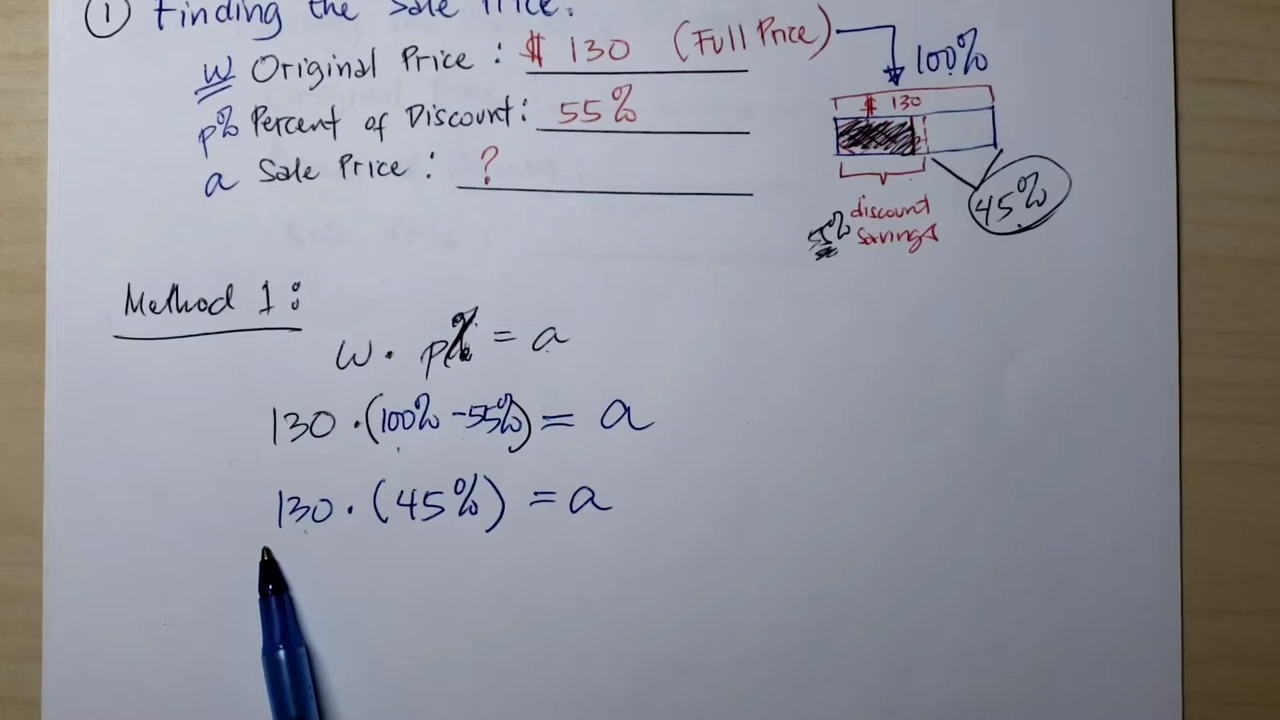 ① Finding the Sale Price:
w Original Price: $ 130 (Full Price)
p% Percent of Discount: 55%
a Sale Price: ?
100%
$ 130
55% discount
savings
45%
Method 1:
w · p% = a
130 · (100% - 55%) = a
130 · (45%) = a